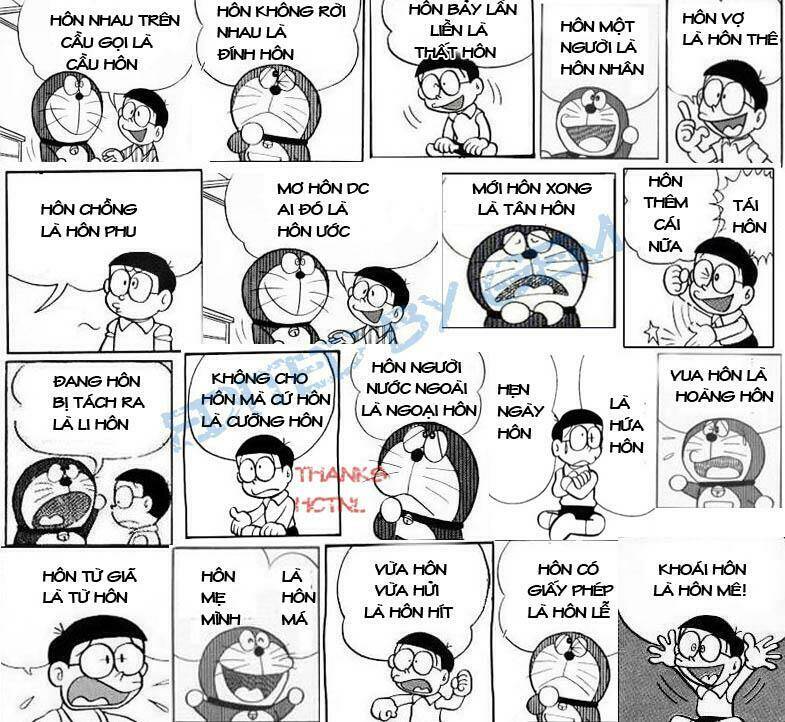 HÔN NHAU TRÊN
CẦU GỌI LÀ
CẦU HÔN
HÔN KHÔNG RỜI
NHAU LÀ
ĐÍNH HÔN
HÔN BẢY LẦN
LIỀN LÀ
THẤT HÔN
HÔN MỘT
NGƯỜI LÀ
HÔN NHÂN
HÔN VỢ
LÀ HÔN THÊ
HÔN CHỒNG
LÀ HÔN PHU
MƠ HÔN DC
AI ĐÓ LÀ
HÔN ƯỚC
MỚI HÔN XONG
LÀ TÂN HÔN
HÔN
THÊM
CÁI
NỮA
TÁI
HÔN
ĐANG HÔN
BỊ TÁCH RA
LÀ LI HÔN
KHÔNG CHO
HÔN MÀ CỨ HÔN
LÀ CƯỠNG HÔN
HÔN NGƯỜI
NƯỚC NGOÀI
LÀ NGOẠI HÔN
HẸN
NGÀY
HÔN
LÀ
HỨA
HÔN
VUA HÔN LÀ
HOÀNG HÔN
EDITED BY GEM
THANKS
HCTNL
HÔN TỪ GIÃ
LÀ TỪ HÔN
HÔN
MẸ
MÌNH
LÀ
HÔN
MÁ
VỪA HÔN
VỪA HỬI
LÀ HÔN HÍT
HÔN CÓ
GIẤY PHÉP
LÀ HÔN LỄ
KHOÁI HÔN
LÀ HÔN MÊ!